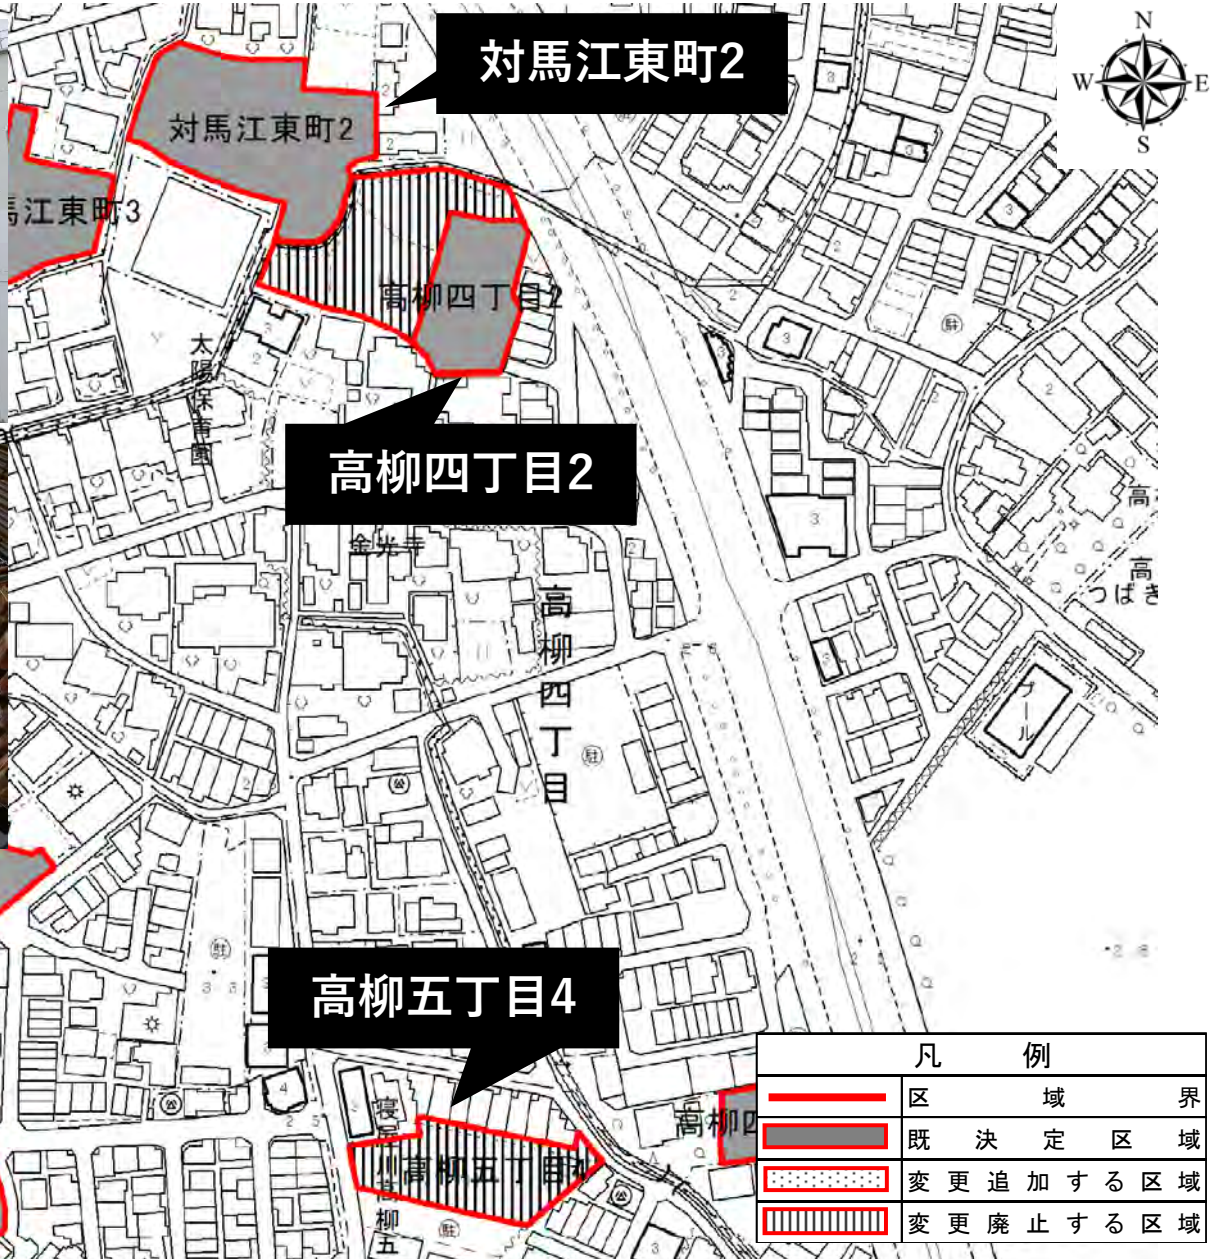 対馬江東町2
N
W
E
S
対馬江東町2
馬江東町3
高柳四丁目2
太陽保育園
高柳四丁目2
金光寺
高柳四丁目
高
つばき
プール
高柳五丁目4
寝屋川高柳五
高柳五丁目4
高柳四
凡例
区域界
既決定区域
変更追加する区域
変更廃止する区域